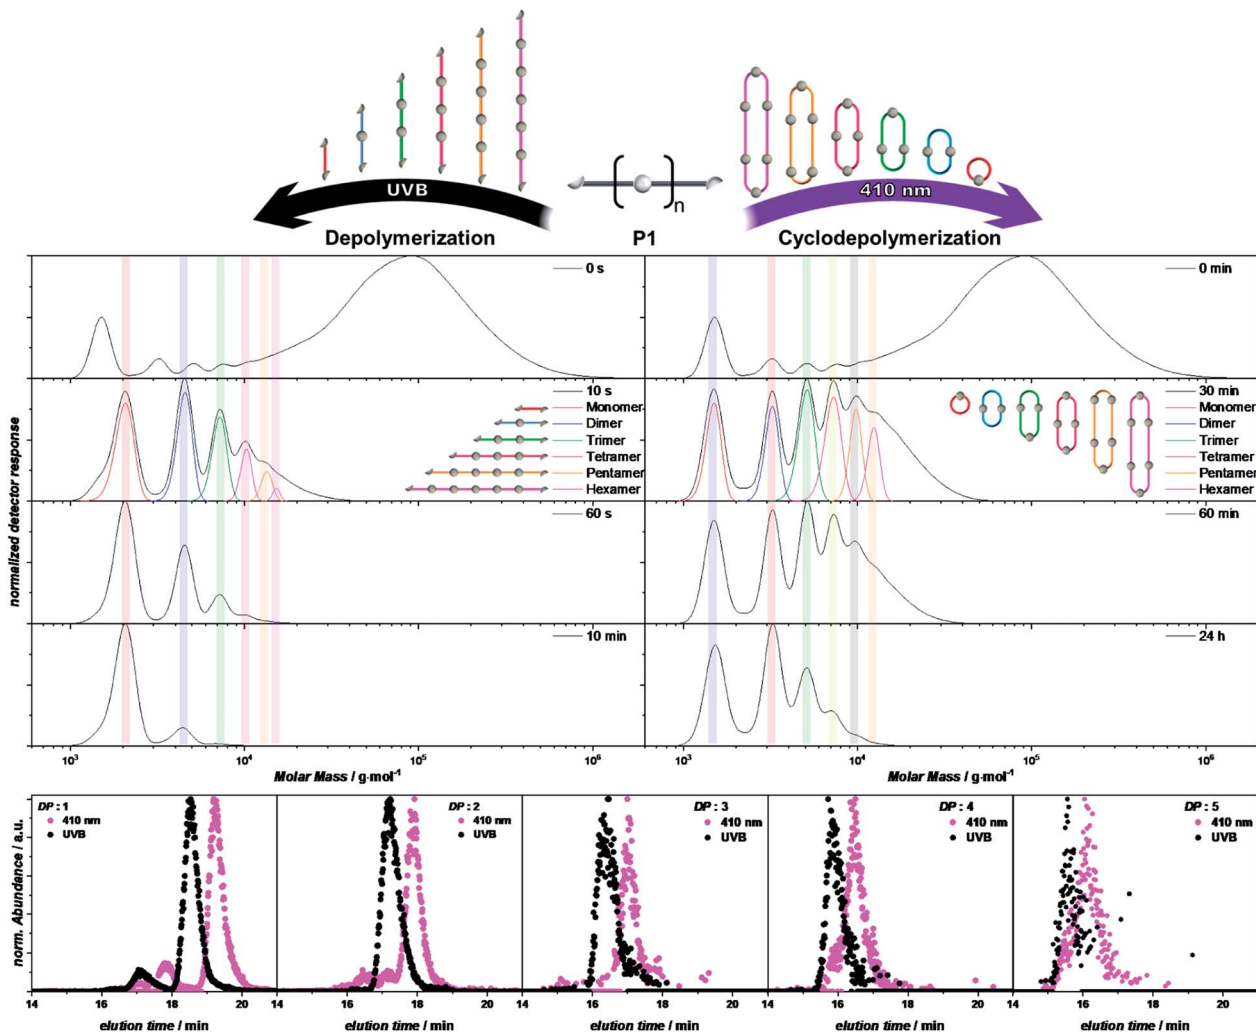 UVB
410 nm
n
Depolymerization
P1
Cyclodepolymerization
normalized detector response
0 s
10 s
Monomer
Dimer
Trimer
Tetramer
Pentamer
Hexamer
60 s
10 min
10³ 10⁴ 10⁵ 10⁶
Molar Mass / g·mol⁻¹
0 min
30 min
Monomer
Dimer
Trimer
Tetramer
Pentamer
Hexamer
60 min
24 h
10³ 10⁴ 10⁵ 10⁶
Molar Mass / g·mol⁻¹
norm. Abundance / a.u.
DP : 1
410 nm
UVB
14 16 18 20
elution time / min
DP : 2
410 nm
UVB
14 16 18 20
elution time / min
DP : 3
410 nm
UVB
14 16 18 20
elution time / min
DP : 4
410 nm
UVB
14 16 18 20
elution time / min
DP : 5
410 nm
UVB
14 16 18 20
elution time / min